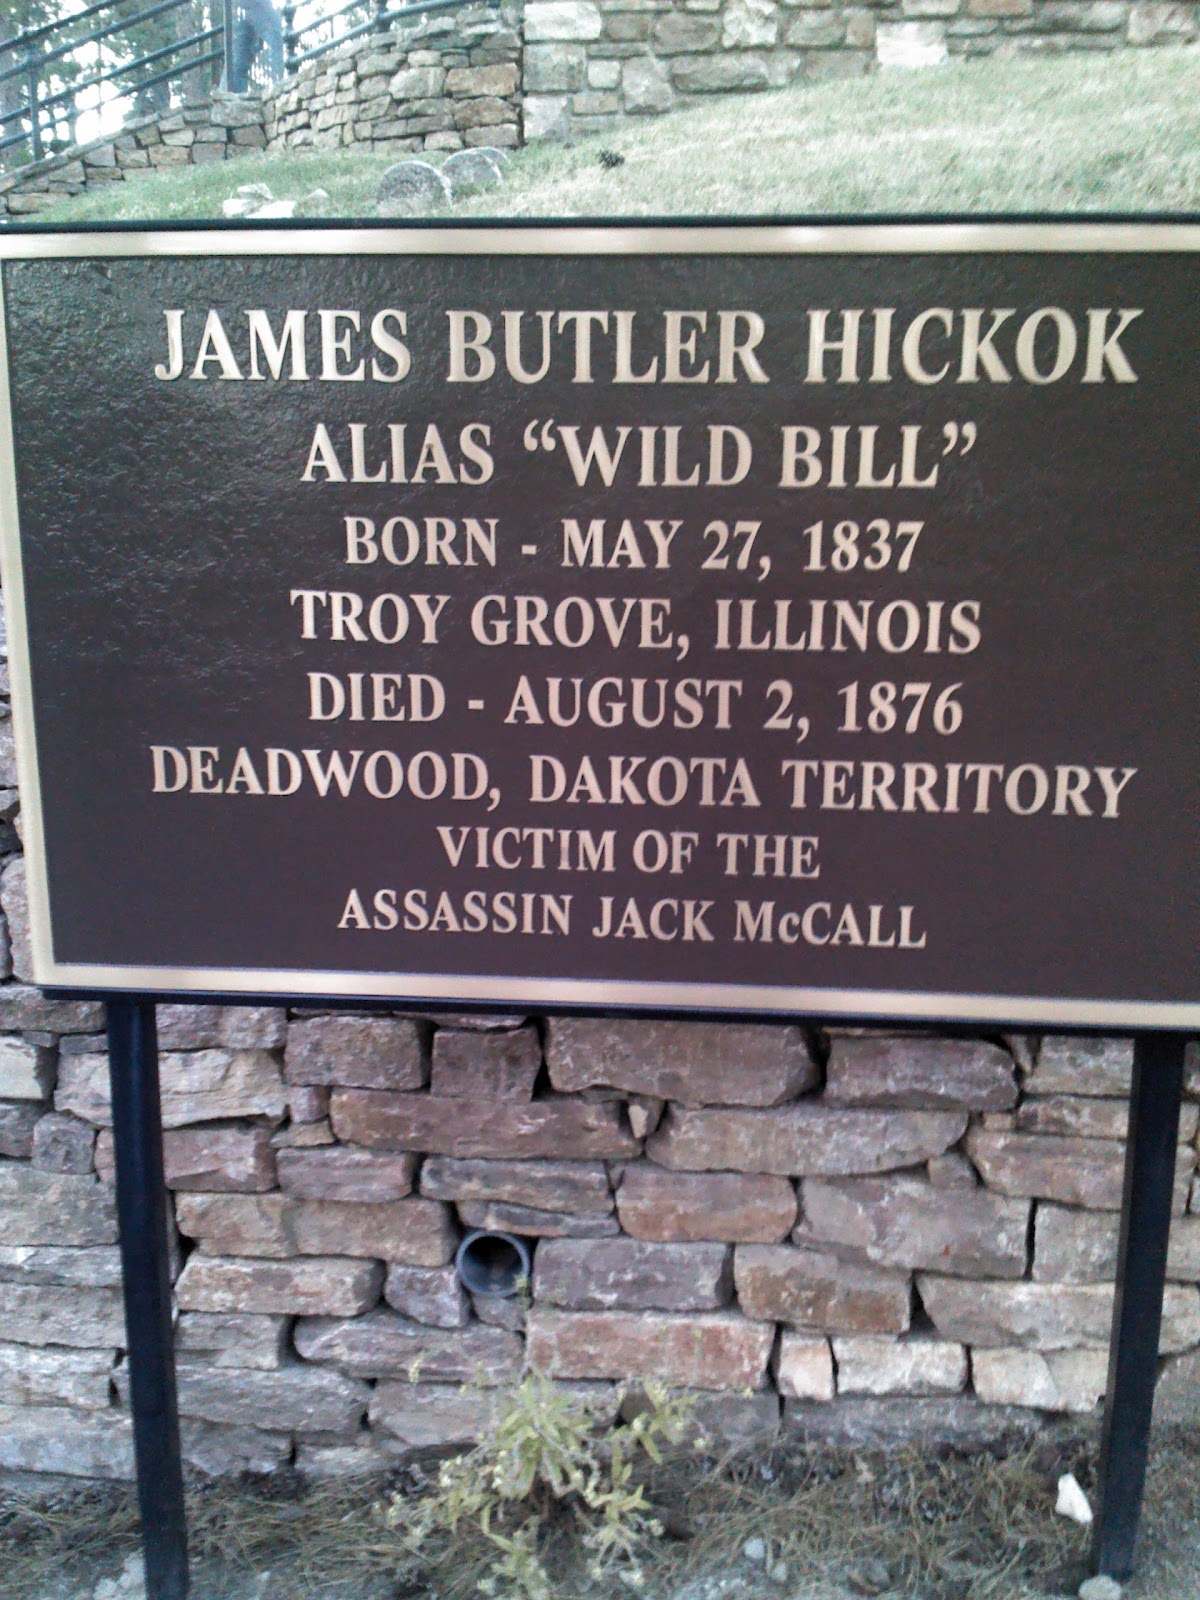 JAMES BUTLER HICKOK
ALIAS “WILD BILL”
BORN - MAY 27, 1837
TROY GROVE, ILLINOIS
DIED - AUGUST 2, 1876
DEADWOOD, DAKOTA TERRITORY
VICTIM OF THE
ASSASSIN JACK McCALL